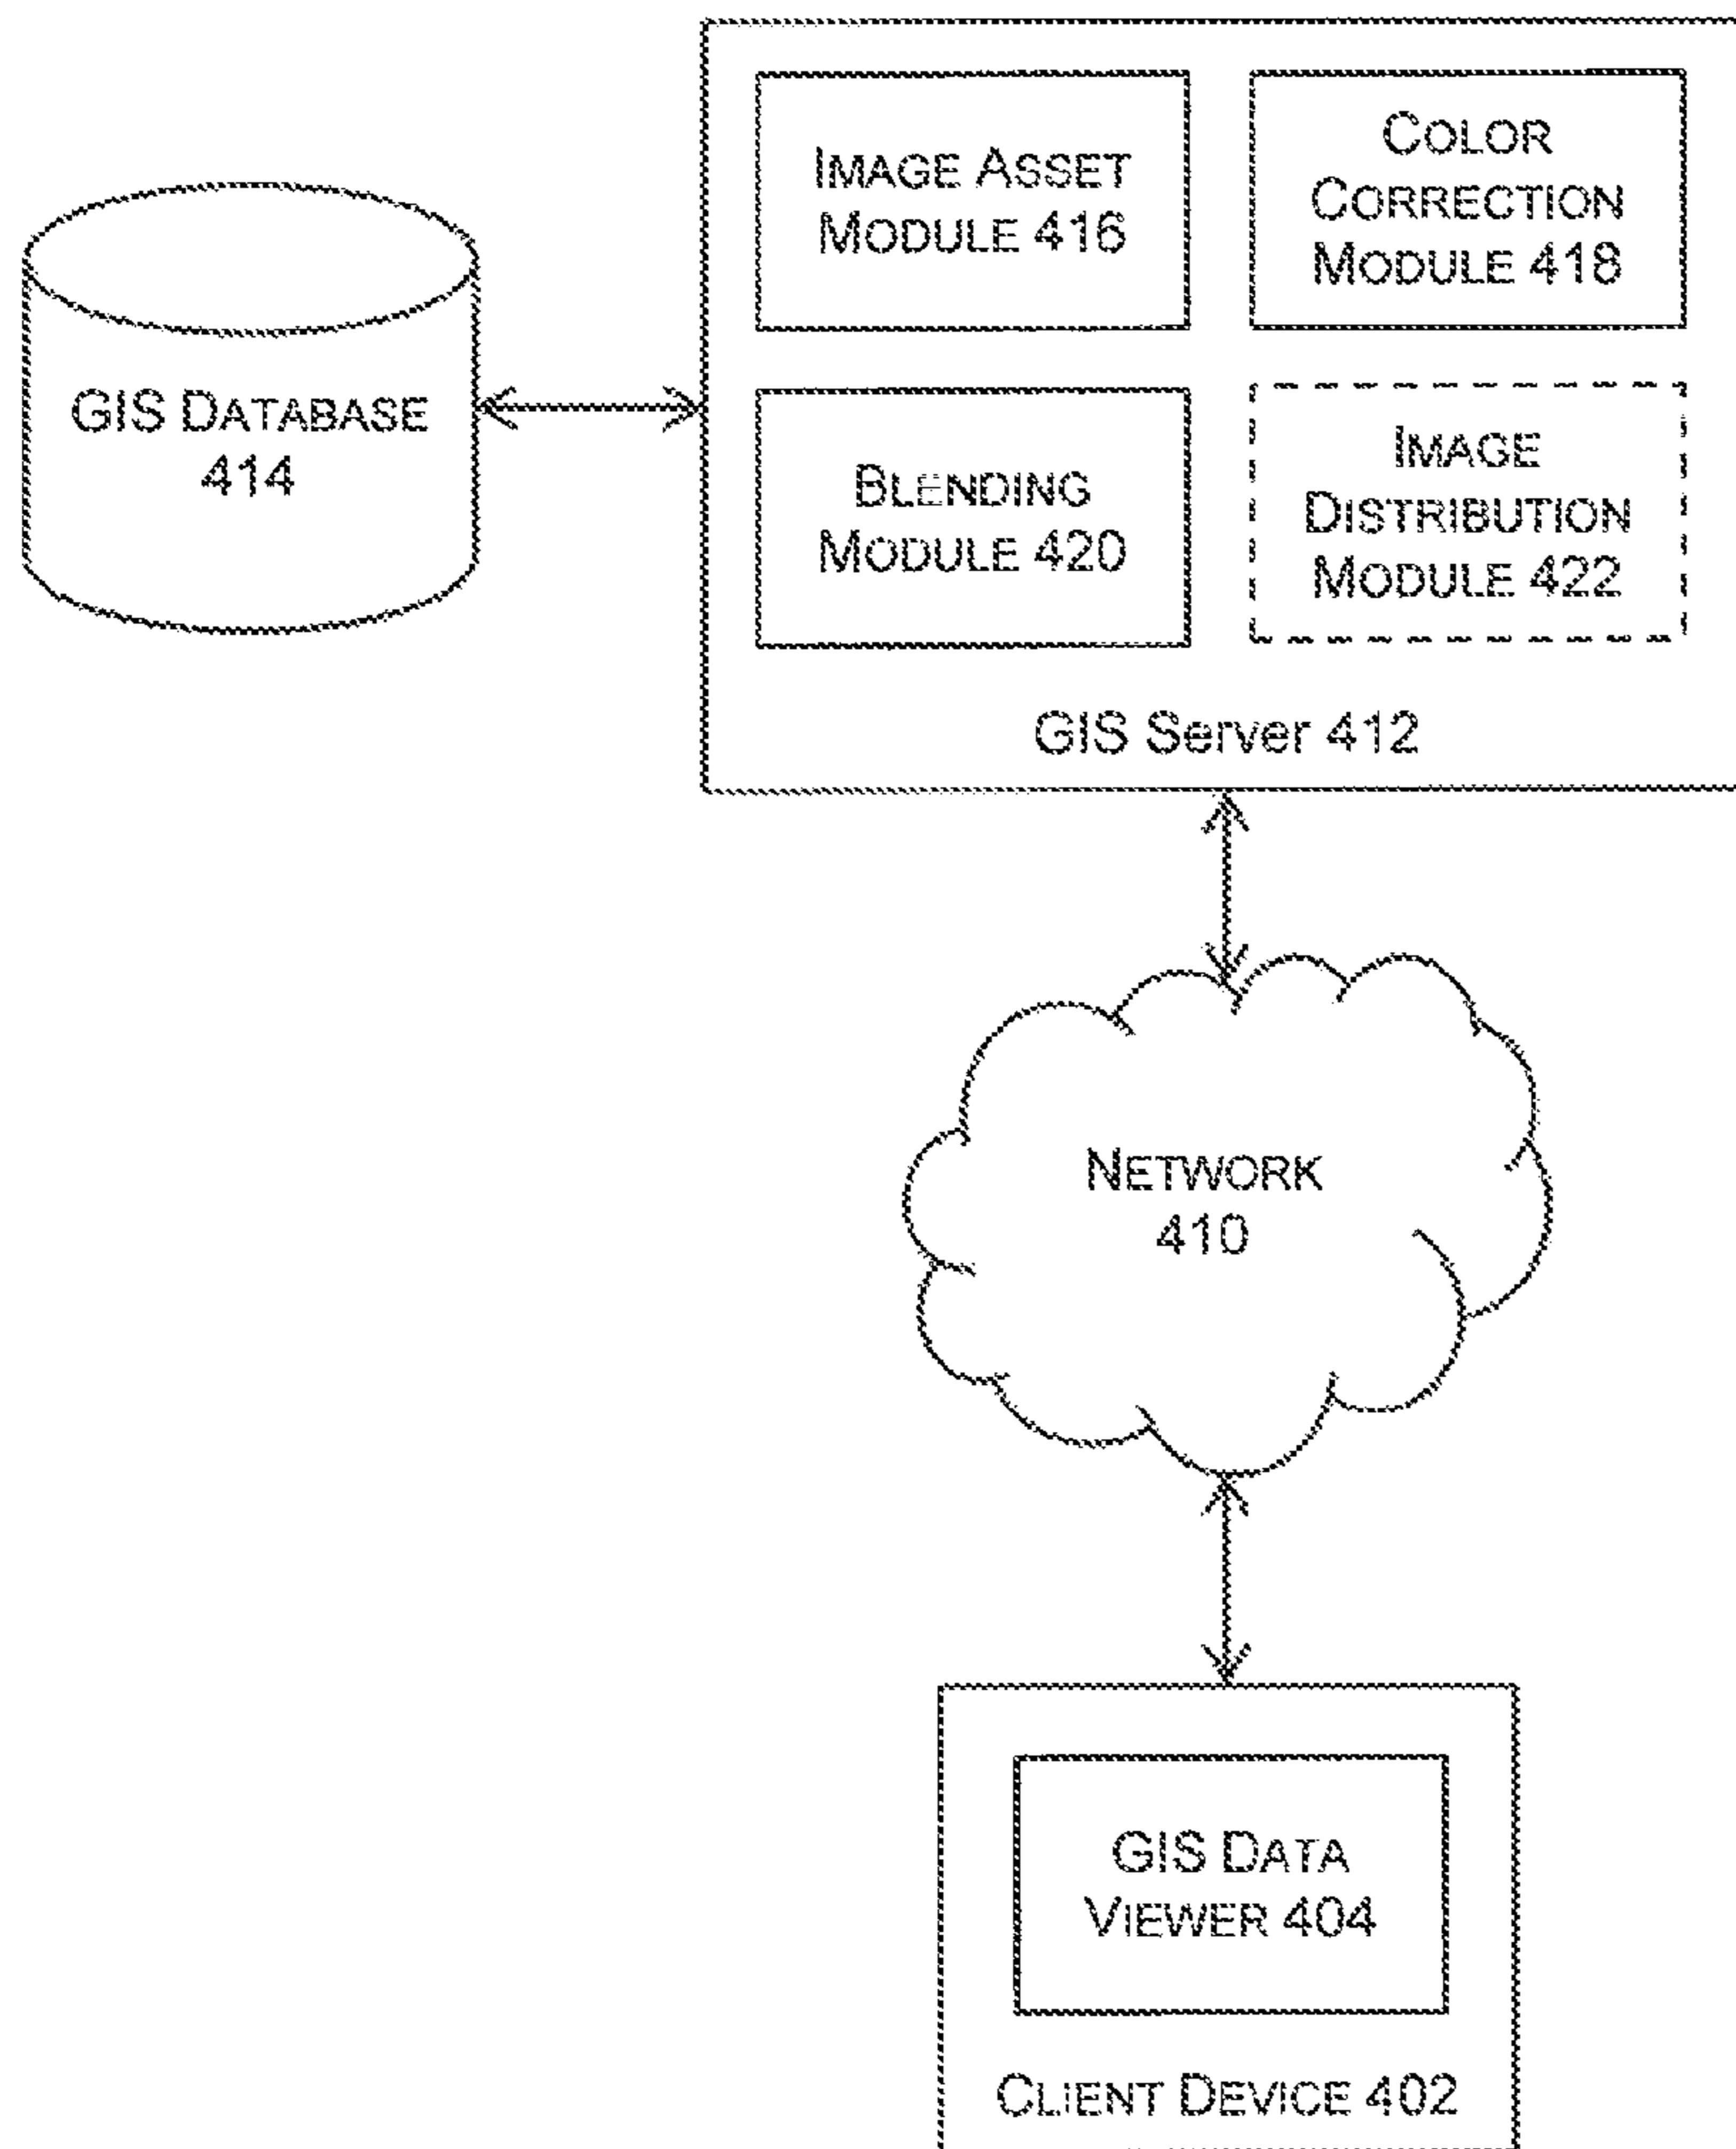 IMAGE ASSET
MODULE 416
COLOR
CORRECTION
MODULE 418
GIS DATABASE
414
BLENDING
MODULE 420
IMAGE
DISTRIBUTION
MODULE 422
GIS Server 412
NETWORK
410
GIS DATA
VIEWER 404
CLIENT DEVICE 402